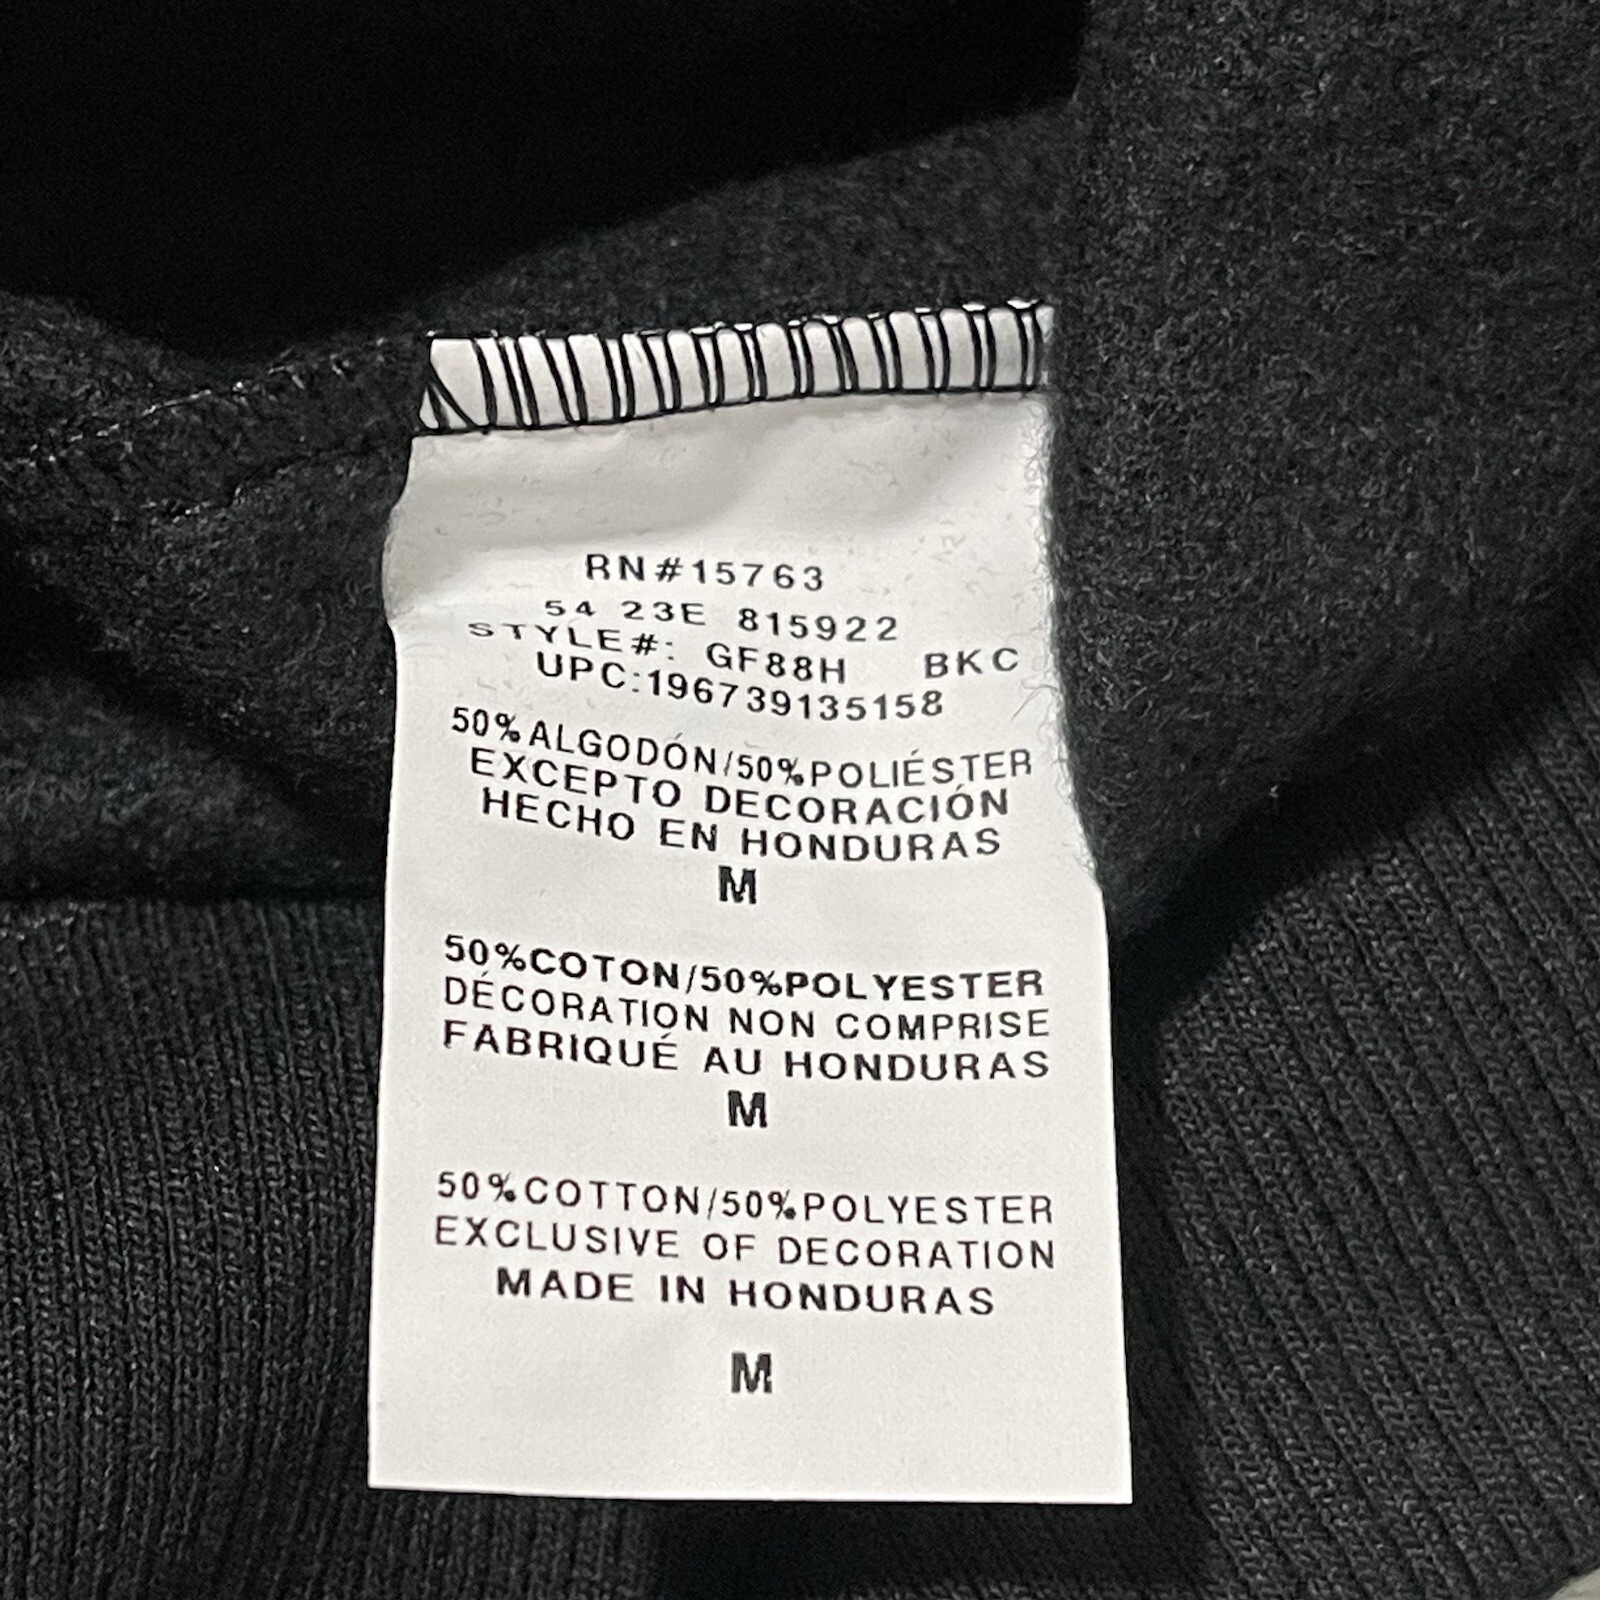 RN#15763
54 23E 815922
STYLE#: GF88H BKC
UPC:196739135158
50%ALGODÓN/50%POLIÉSTER
EXCEPTO DECORACIÓN
HECHO EN HONDURAS
M
50%COTON/50%POLYESTER
DÉCORATION NON COMPRISE
FABRIQUÉ AU HONDURAS
M
50%COTTON/50%POLYESTER
EXCLUSIVE OF DECORATION
MADE IN HONDURAS
M